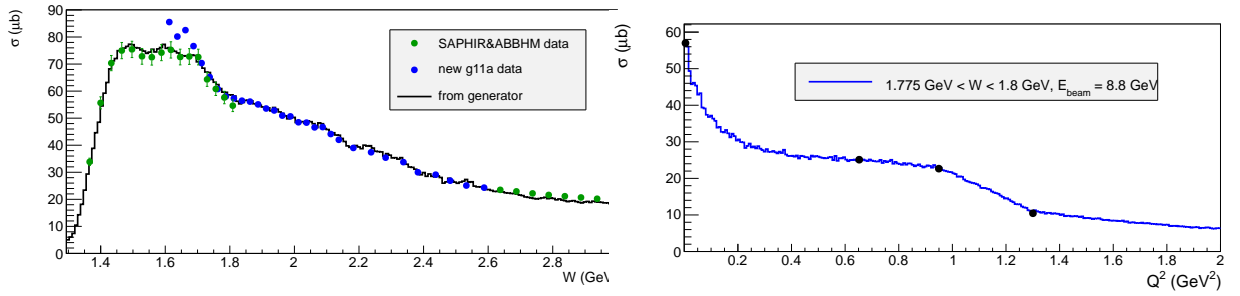 σ (μb)
90
80
70
60
50
40
30
20
10
0
SAPHIR&ABBHM data
new g11a data
from generator
1.4 1.6 1.8 2 2.2 2.4 2.6 2.8
W (GeV
σ (μb)
60
50
40
30
20
10
0
1.775 GeV < W < 1.8 GeV, E_beam = 8.8 GeV
0.2 0.4 0.6 0.8 1 1.2 1.4 1.6 1.8 2
Q² (GeV²)